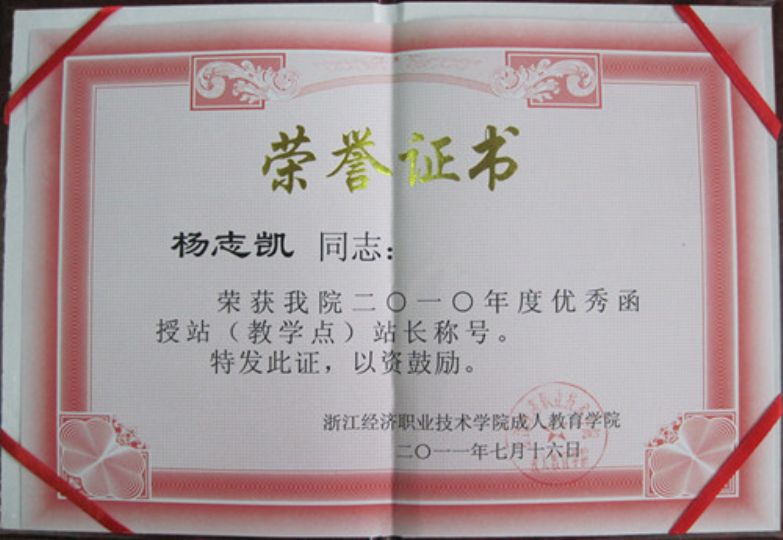 荣誉证书
杨志凯 同志：
荣获我院二〇一〇年度优秀函
授站（教学点）站长称号。
特发此证，以资鼓励。
浙江经济职业技术学院成人教育学院
二〇一一年七月十六日